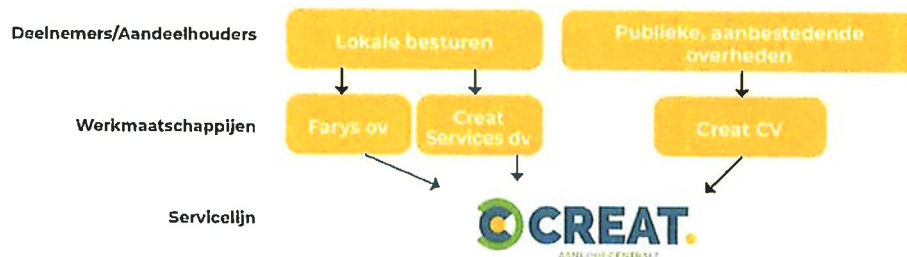 Deelnemers/Aandeelhouders
Lokale besturen
Publieke, aanbestedende
overheden
Werkmaatschappijen
Farys ov
Creat
Services dv
Creat CV
Servicelijn
CREAT.